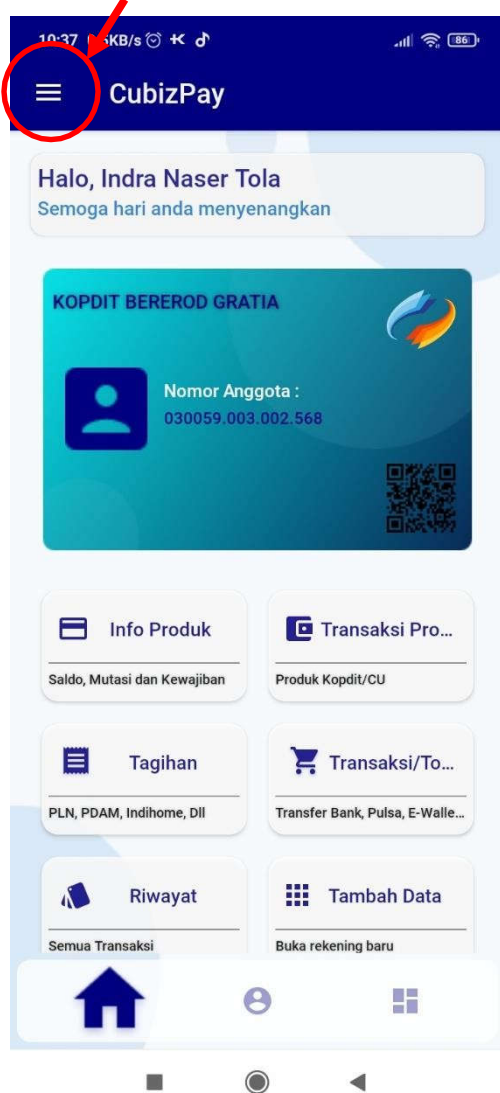 10:37
KB/s
86
CubizPay
Halo, Indra Naser Tola
Semoga hari anda menyenangkan
KOPDIT BEREROD GRATIA
Nomor Anggota :
030059.003.002.568
Info Produk
Saldo, Mutasi dan Kewajiban
Transaksi Pro...
Produk Kopdit/CU
Tagihan
PLN, PDAM, Indihome, Dll
Transaksi/To...
Transfer Bank, Pulsa, E-Walle...
Riwayat
Semua Transaksi
Tambah Data
Buka rekening baru